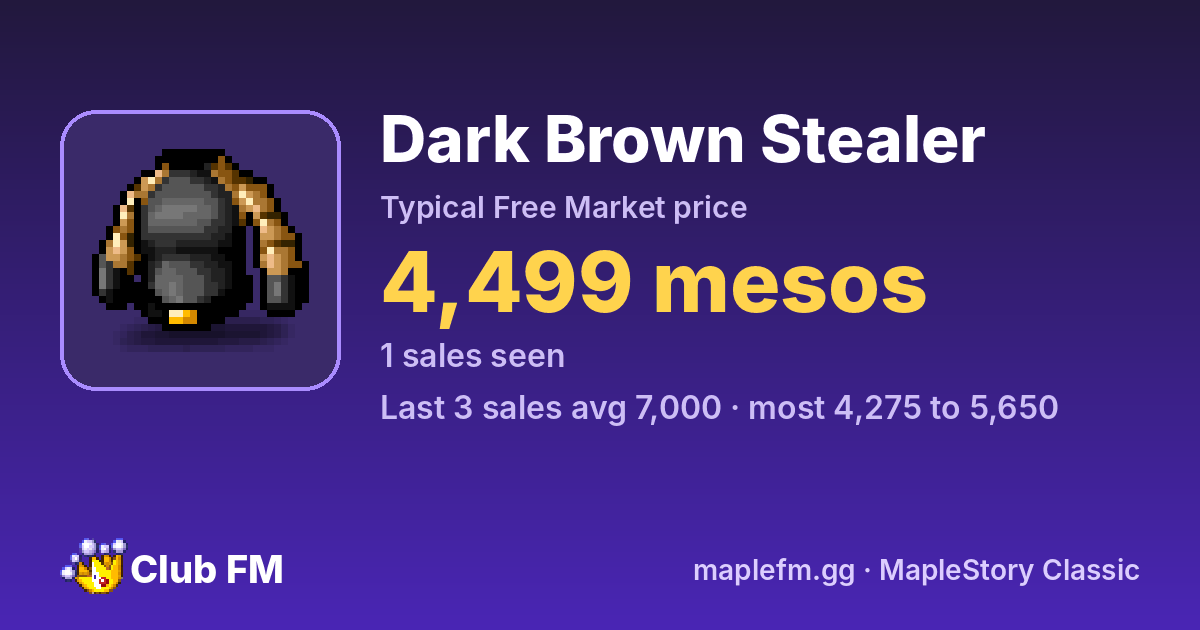 Dark Brown Stealer
Typical Free Market price
4,499 mesos
1 sales seen
Last 3 sales avg 7,000 · most 4,275 to 5,650
Club FM
maplefm.gg · MapleStory Classic